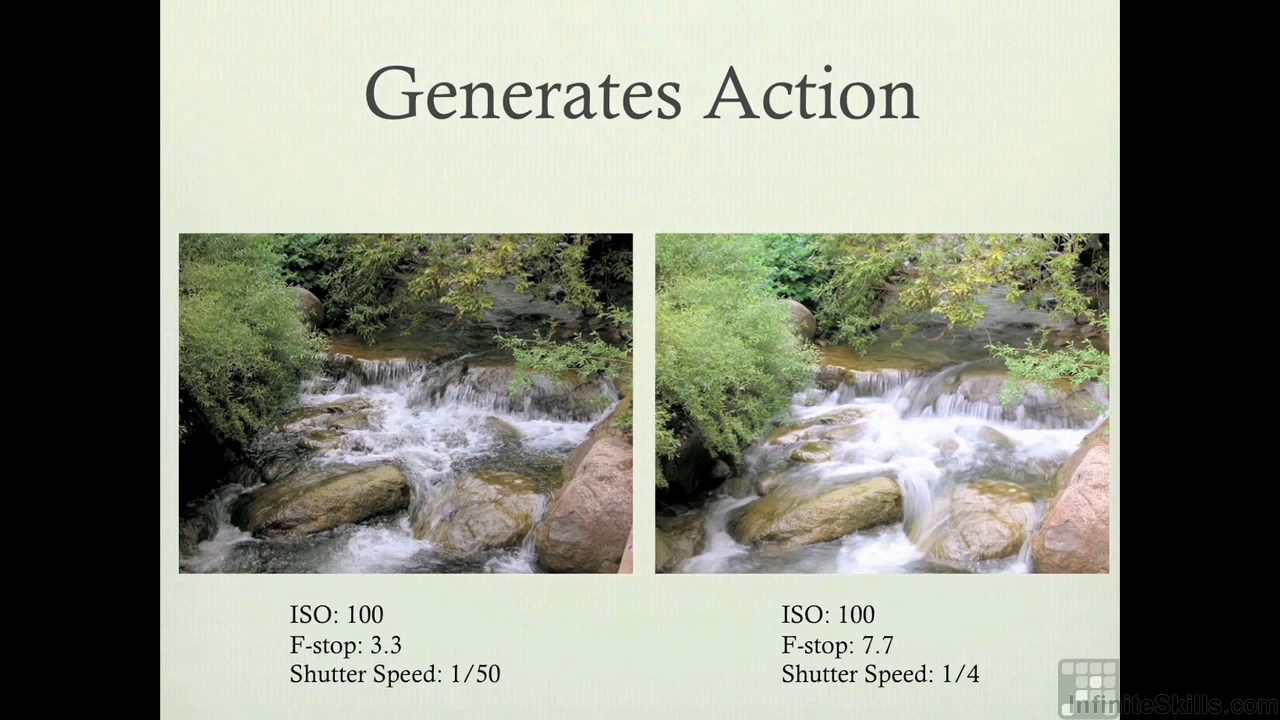 Generates Action
ISO: 100
F-stop: 3.3
Shutter Speed: 1/50
ISO: 100
F-stop: 7.7
Shutter Speed: 1/4
InfiniteSkills.com